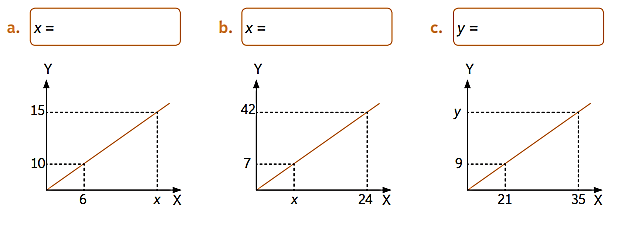 a. x =
b. x =
c. y =
Y
15
10
6
x
X
Y
42
7
x
24
X
Y
y
9
21
35
X